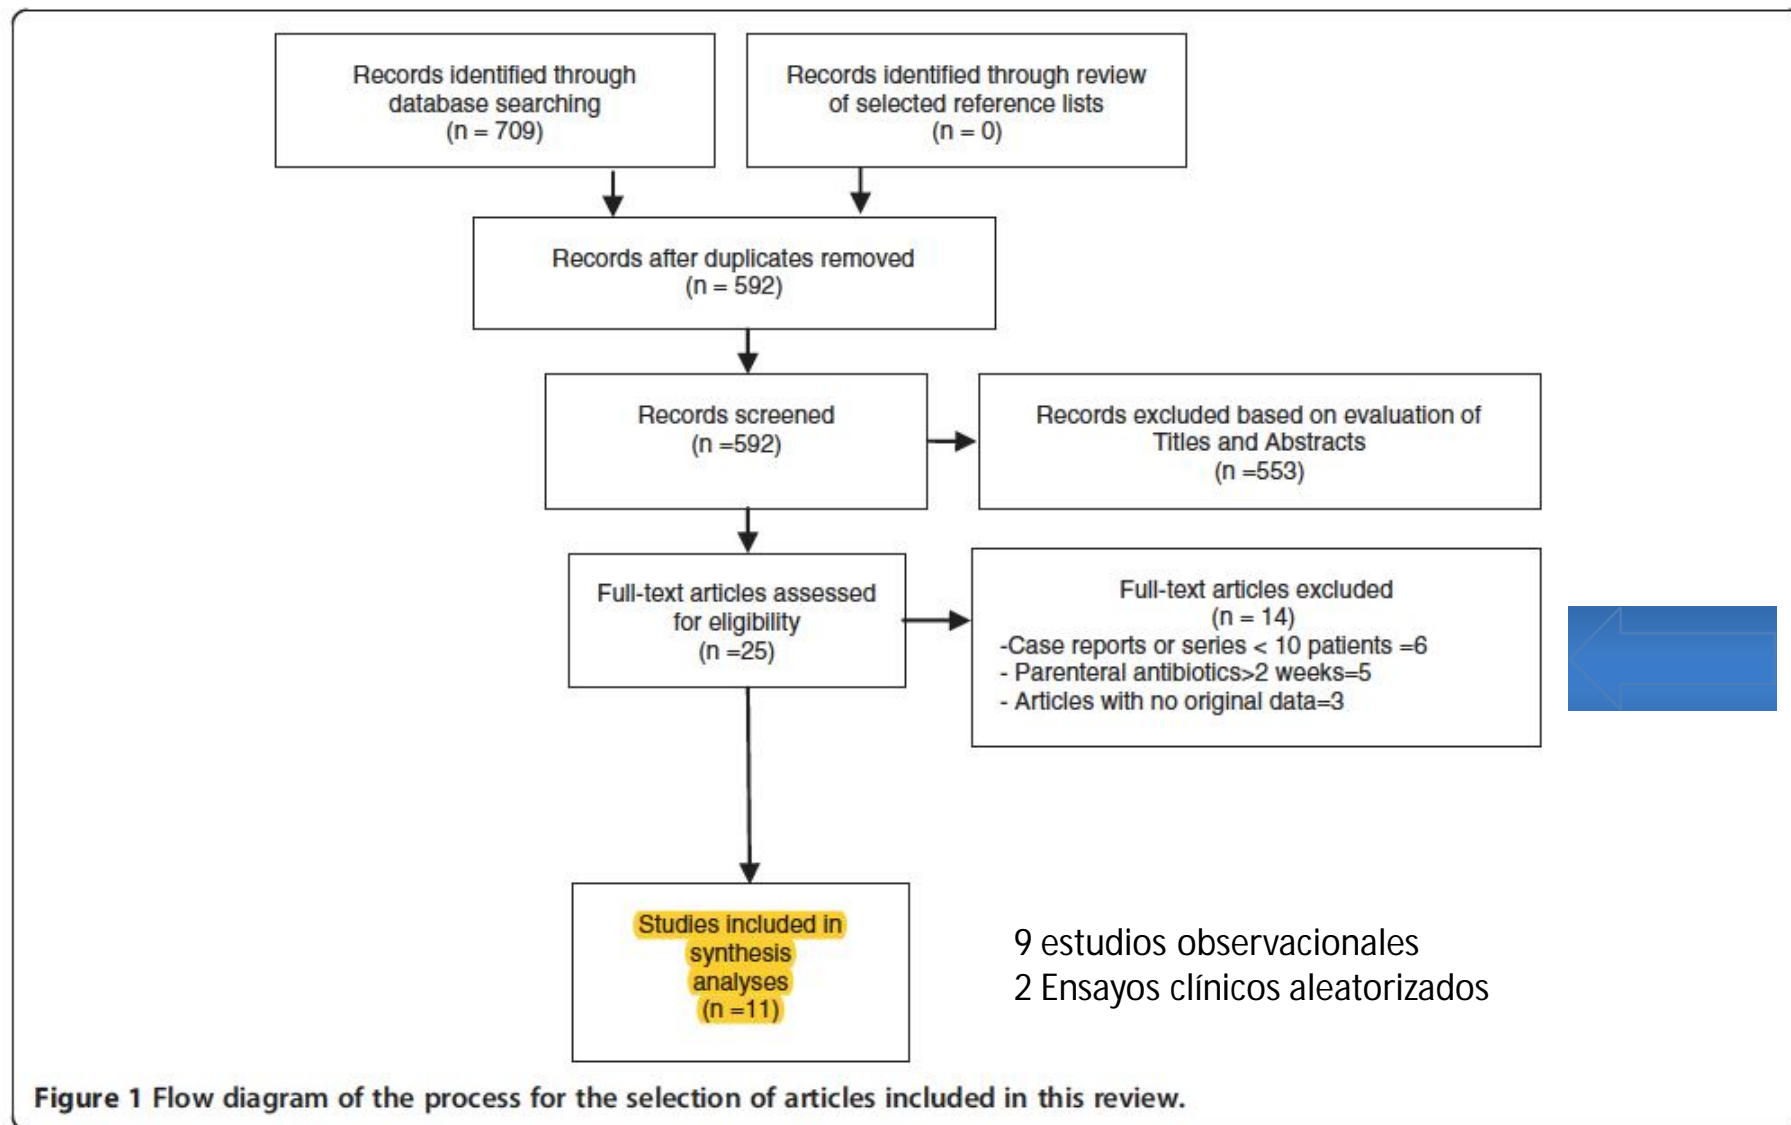 Records identified through
database searching
(n = 709)
Records identified through review
of selected reference lists
(n = 0)
Records after duplicates removed
(n = 592)
Records screened
(n =592)
Records excluded based on evaluation of
Titles and Abstracts
(n =553)
Full-text articles assessed
for eligibility
(n =25)
Full-text articles excluded
(n = 14)
-Case reports or series < 10 patients =6
- Parenteral antibiotics>2 weeks=5
- Articles with no original data=3
Studies included in
synthesis
analyses
(n =11)
9 estudios observacionales
2 Ensayos clínicos aleatorizados
Figure 1 Flow diagram of the process for the selection of articles included in this review.